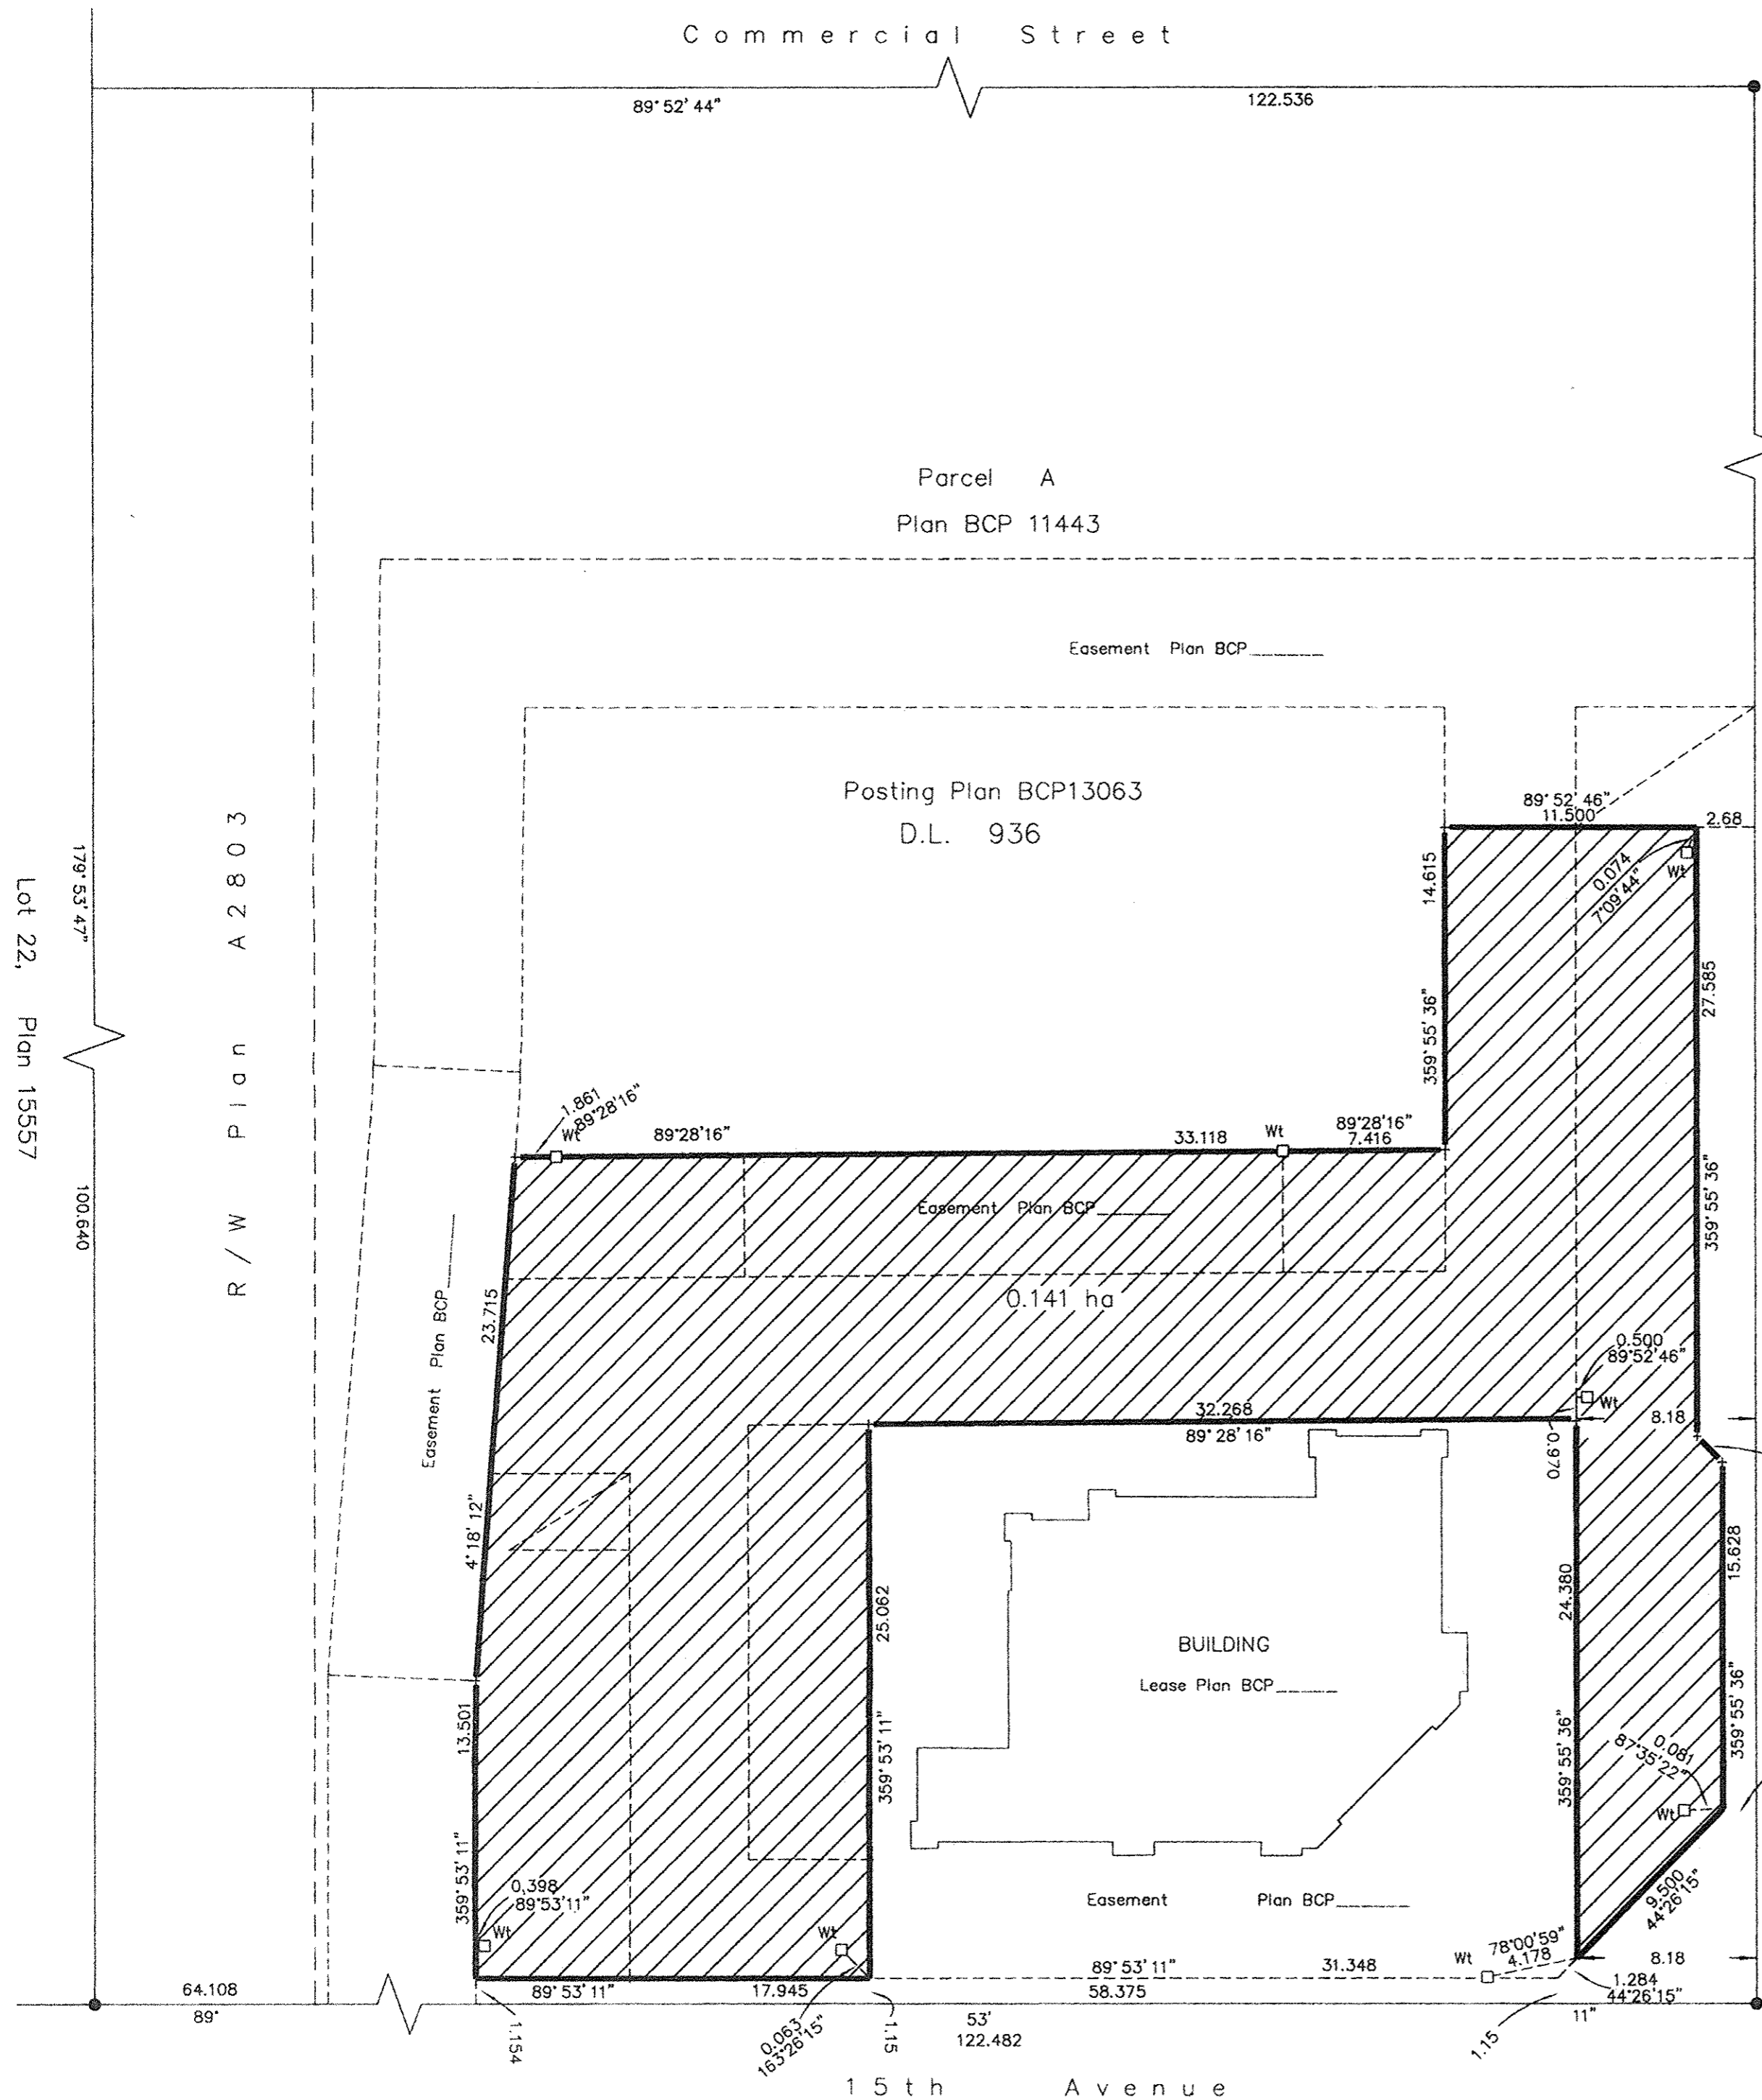 Commercial Street
89° 52' 44"
122.536
Parcel A
Plan BCP 11443
Easement Plan BCP______
Posting Plan BCP13063
D.L. 936
89° 52' 46"
11.500
2.68
Wt
0.074
7°09'44"
14.615
359° 55' 36"
27.585
359° 55' 36"
R/W Plan A2803
179° 53' 47"
100.640
Lot 22, Plan 15557
1.861
89°28'16"
Wt
89°28'16"
33.118
Wt
89°28'16"
7.416
Easement Plan BCP______
0.141 ha
23.715
4° 18' 12"
Easement Plan BCP______
0.500
89°52'46"
Wt
8.18
32.268
89° 28' 16"
0.970
24.380
359° 55' 36"
15.628
359° 55' 36"
25.062
359° 53' 11"
BUILDING
Lease Plan BCP______
13.501
359° 53' 11"
0.398
89°53'11"
Wt
Wt
0.081
87°35'22"
Wt
9.500
44°26'15"
Easement Plan BCP______
78°00'59"
4.178
Wt
8.18
1.284
44°26'15"
11"
1.15
89° 53' 11"
31.348
58.375
64.108
89°
89° 53' 11"
17.945
1.154
0.063
163°26'15"
1.15
53'
122.482
15th Avenue